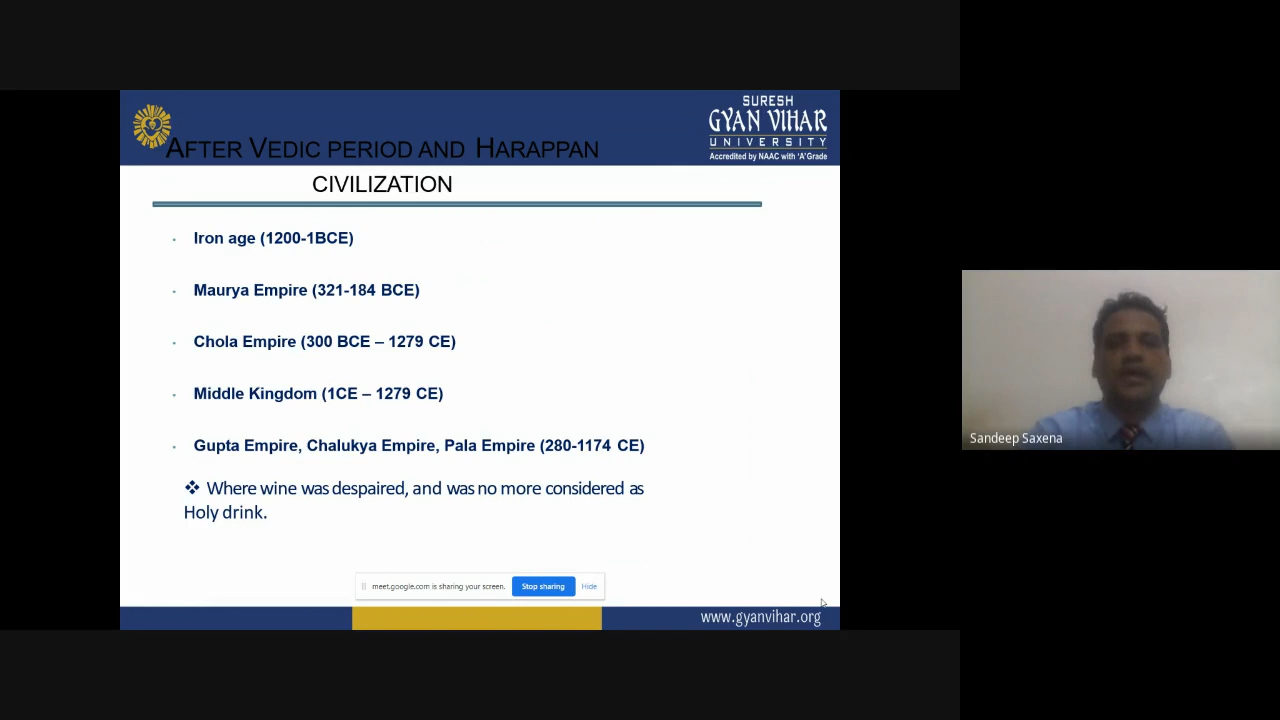 SURESH
GYAN VIHAR
UNIVERSITY
Accredited by NAAC with 'A'Grade
AFTER VEDIC PERIOD AND HARAPPAN
CIVILIZATION
Iron age (1200-1BCE)
Maurya Empire (321-184 BCE)
Chola Empire (300 BCE – 1279 CE)
Middle Kingdom (1CE – 1279 CE)
Gupta Empire, Chalukya Empire, Pala Empire (280-1174 CE)
Where wine was despaired, and was no more considered as
Holy drink.
meet.google.com is sharing your screen. Stop sharing Hide
www.gyanvihar.org
Sandeep Saxena